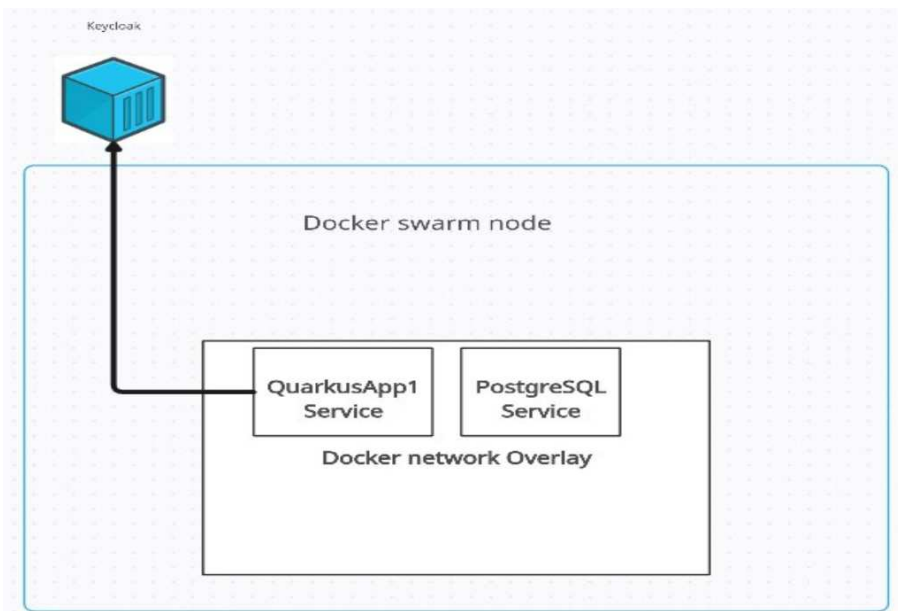 Keycloak
Docker swarm node
QuarkusApp1
Service
PostgreSQL
Service
Docker network Overlay